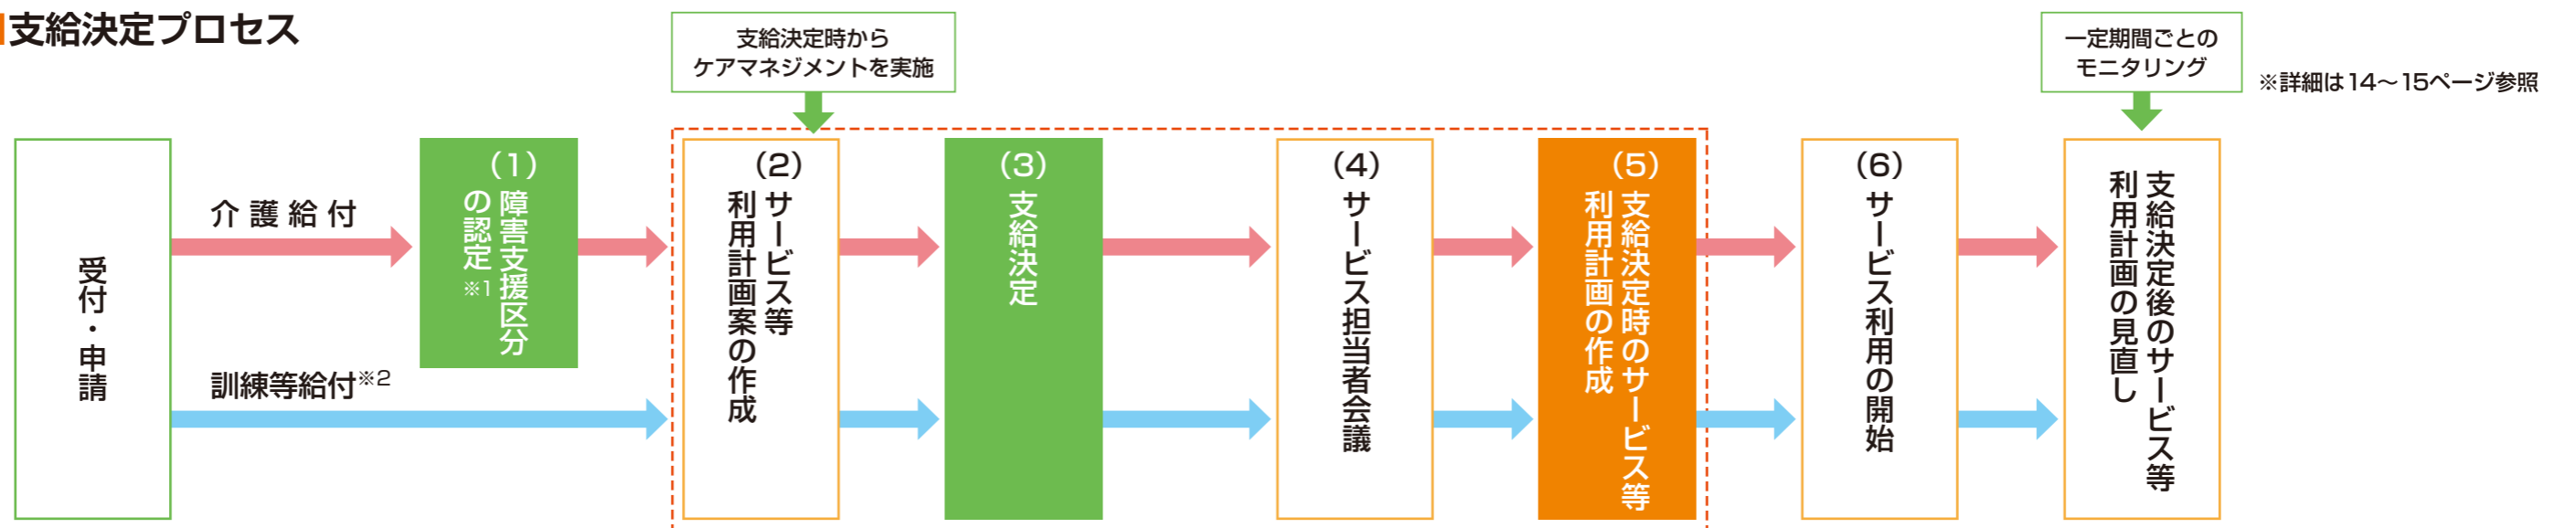 支給決定プロセス
支給決定時から
ケアマネジメントを実施
一定期間ごとの
モニタリング
※詳細は14～15ページ参照
受付・申請
介護給付
訓練等給付※2
(1)
障害支援区分
の認定※1
(2)
サービス等
利用計画案の作成
(3)
支給決定
(4)
サービス担当者会議
(5)
支給決定時のサービス等
利用計画の作成
(6)
サービス利用の開始
支給決定後のサービス等
利用計画の見直し